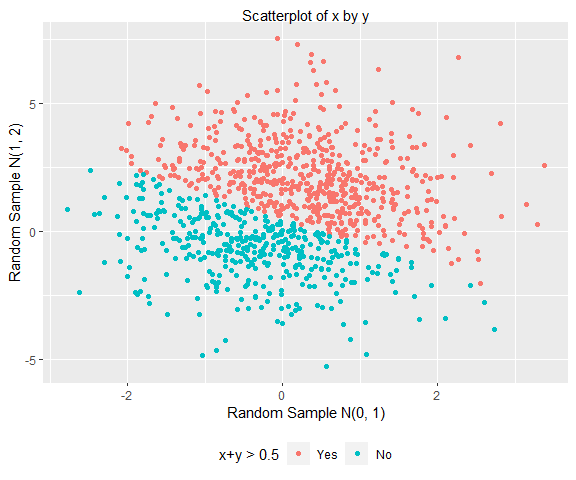 Scatterplot of x by y
Random Sample N(1, 2)
5
0
-5
-2 0 2
Random Sample N(0, 1)
x+y > 0.5 Yes No